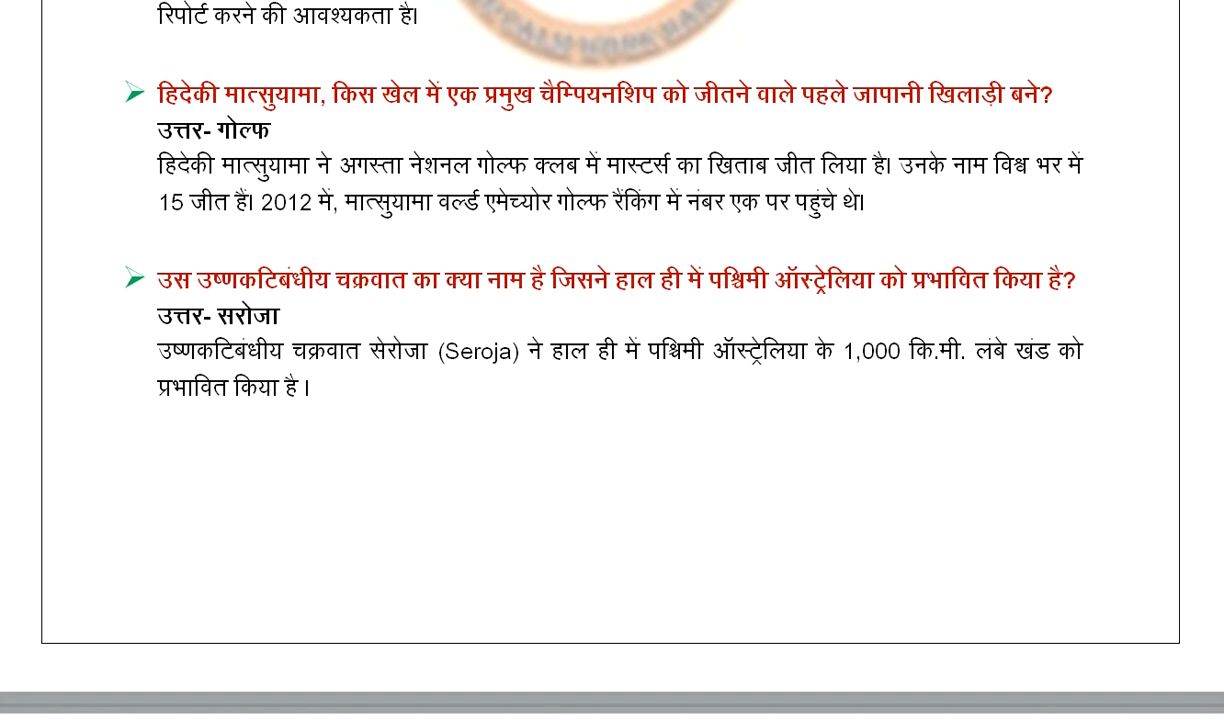 रिपोर्ट करने की आवश्यकता है।
➢ हिदेकी मात्सुयामा, किस खेल में एक प्रमुख चैम्पियनशिप को जीतने वाले पहले जापानी खिलाड़ी बने?
उत्तर- गोल्फ
हिदेकी मात्सुयामा ने अगस्ता नेशनल गोल्फ क्लब में मास्टर्स का खिताब जीत लिया है। उनके नाम विश्व भर में
15 जीत हैं। 2012 में, मात्सुयामा वर्ल्ड एमेच्योर गोल्फ रैंकिंग में नंबर एक पर पहुंचे थे।
➢ उस उष्णकटिबंधीय चक्रवात का क्या नाम है जिसने हाल ही में पश्चिमी ऑस्ट्रेलिया को प्रभावित किया है?
उत्तर- सरोजा
उष्णकटिबंधीय चक्रवात सेरोजा (Seroja) ने हाल ही में पश्चिमी ऑस्ट्रेलिया के 1,000 कि.मी. लंबे खंड को
प्रभावित किया है ।